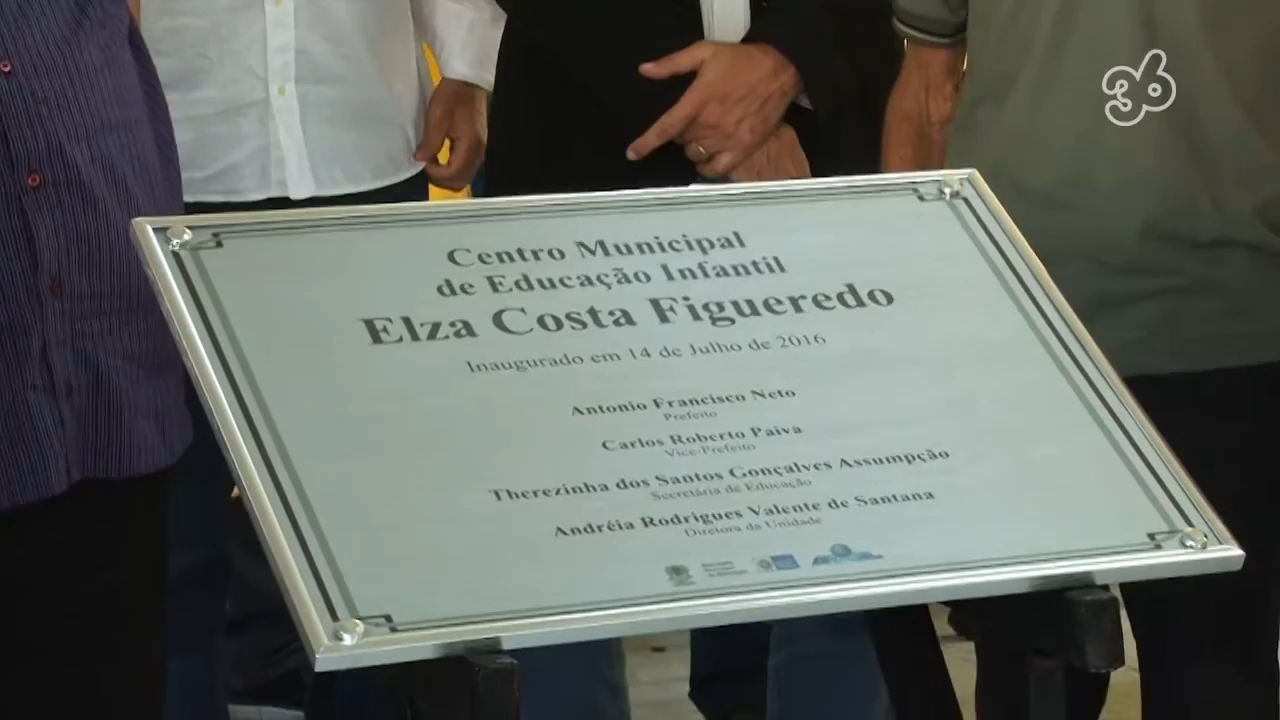 36
Centro Municipal
de Educação Infantil
Elza Costa Figueredo
Inaugurado em 14 de Julho de 2016
Antonio Francisco Neto
Prefeito
Carlos Roberto Paiva
Vice-Prefeito
Therezinha dos Santos Gonçalves Assumpção
Secretária de Educação
Andréia Rodrigues Valente de Santana
Diretora da Unidade